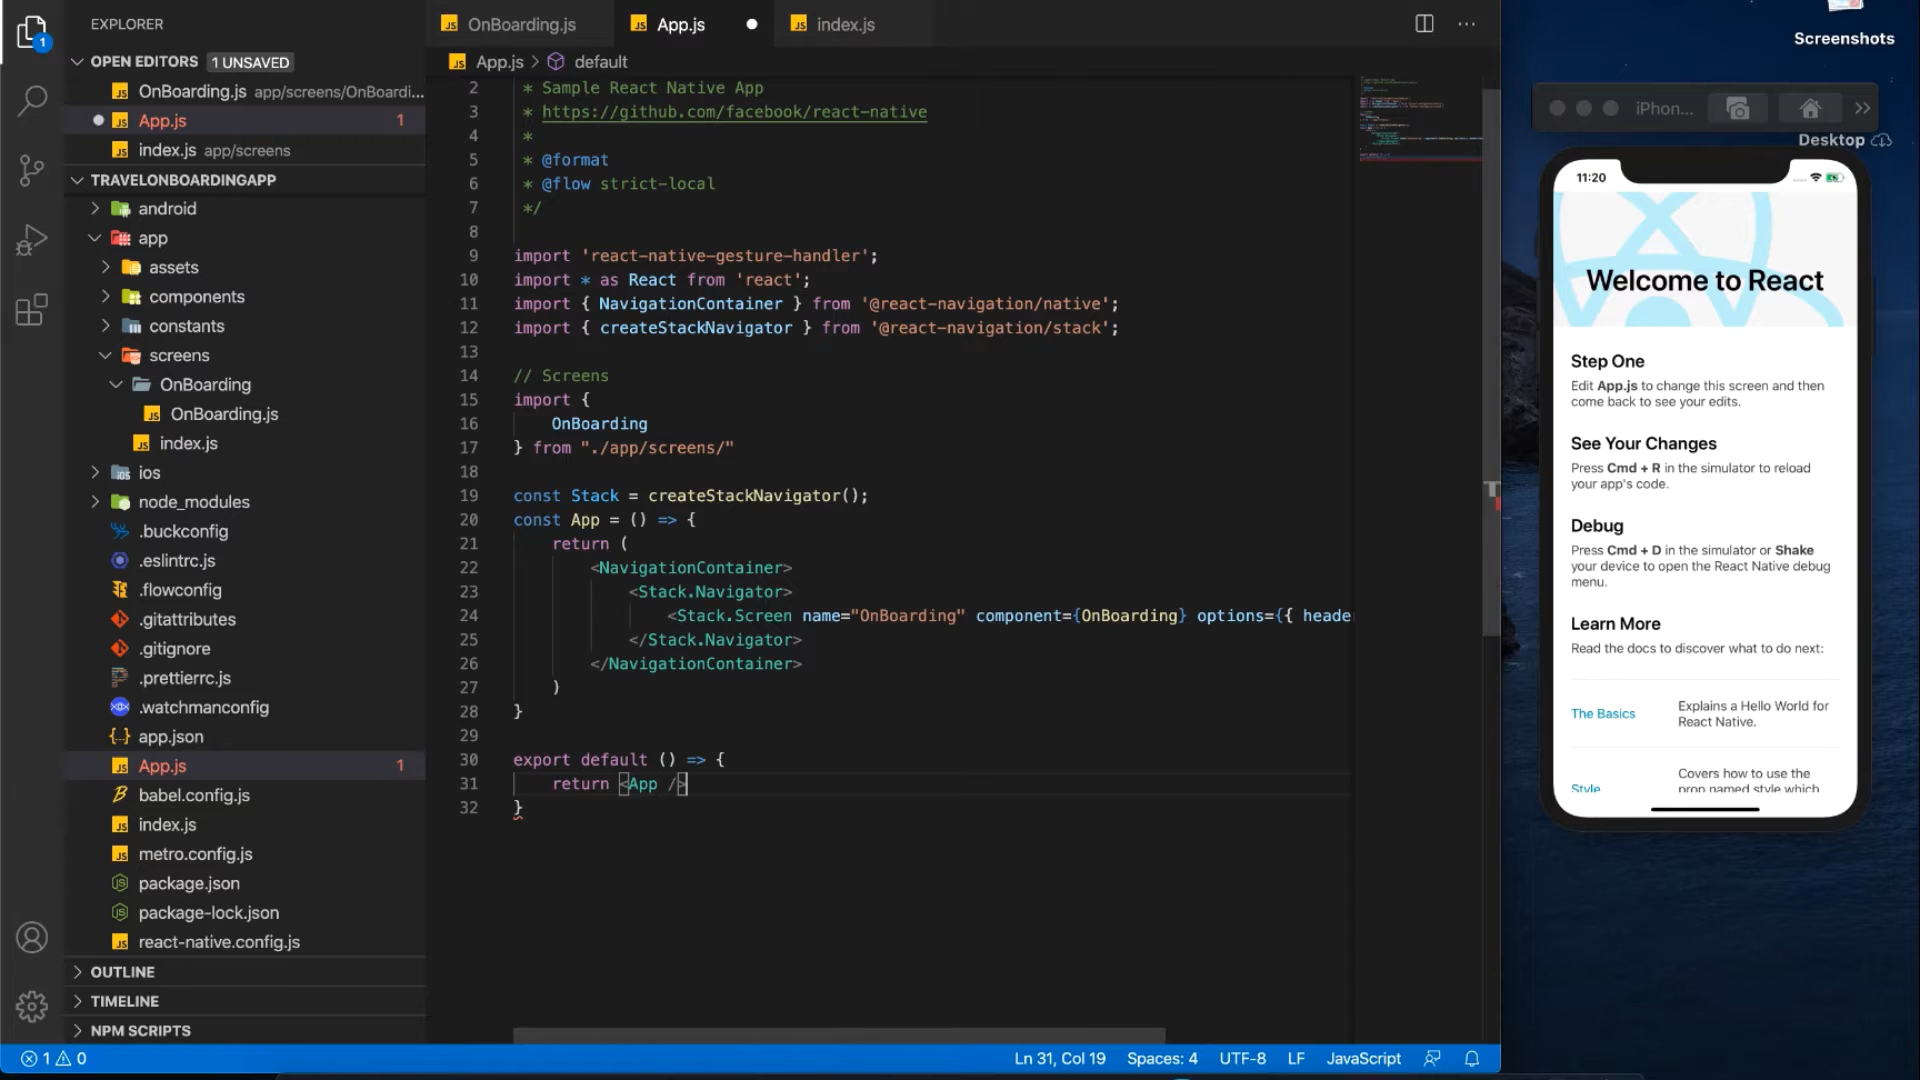 EXPLORER
OPEN EDITORS 1 UNSAVED
OnBoarding.js app/screens/OnBoardi...
App.js 1
index.js app/screens
TRAVELONBOARDINGAPP
android
app
assets
components
constants
screens
OnBoarding
OnBoarding.js
index.js
ios
node_modules
.buckconfig
.eslintrc.js
.flowconfig
.gitattributes
.gitignore
.prettierrc.js
.watchmanconfig
app.json
App.js 1
babel.config.js
index.js
metro.config.js
package.json
package-lock.json
react-native.config.js
OUTLINE
TIMELINE
NPM SCRIPTS
1
OnBoarding.js App.js index.js
App.js > default
2 * Sample React Native App
3 * https://github.com/facebook/react-native
4 *
5 * @format
6 * @flow strict-local
7 */
8
9 import 'react-native-gesture-handler';
10 import * as React from 'react';
11 import { NavigationContainer } from '@react-navigation/native';
12 import { createStackNavigator } from '@react-navigation/stack';
13
14 // Screens
15 import {
16 OnBoarding
17 } from "./app/screens/"
18
19 const Stack = createStackNavigator();
20 const App = () => {
21 return (
22 <NavigationContainer>
23 <Stack.Navigator>
24 <Stack.Screen name="OnBoarding" component={OnBoarding} options={{ heade
25 </Stack.Navigator>
26 </NavigationContainer>
27 )
28 }
29
30 export default () => {
31 return <App />
32 }
1 0
Ln 31, Col 19 Spaces: 4 UTF-8 LF JavaScript
Screenshots
iPhon...
Desktop
11:20
Welcome to React
Step One
Edit App.js to change this screen and then
come back to see your edits.
See Your Changes
Press Cmd + R in the simulator to reload
your app's code.
Debug
Press Cmd + D in the simulator or Shake
your device to open the React Native debug
menu.
Learn More
Read the docs to discover what to do next:
The Basics
Explains a Hello World for
React Native.
Style
Covers how to use the
prop named style which